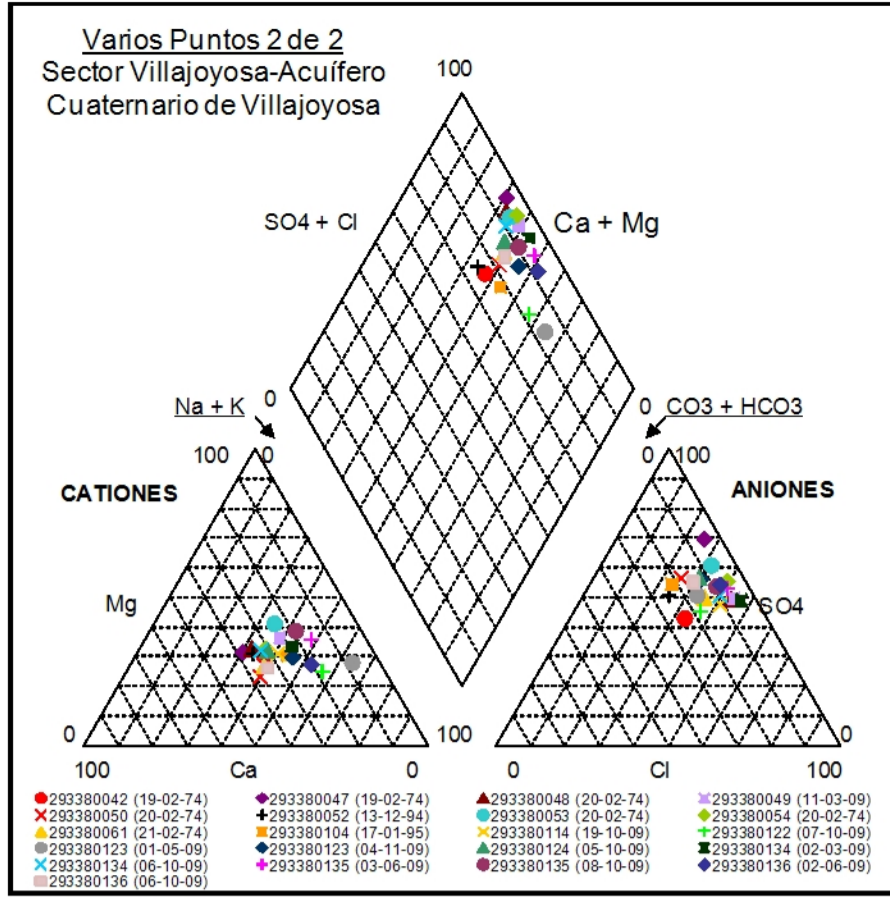 Varios Puntos 2 de 2
Sector Villajoyosa-Acuífero
Cuaternario de Villajoyosa
100
SO4 + Cl
Ca + Mg
0
0
Na + K
CO3 + HCO3
100
0
0
100
CATIONES
ANIONES
Mg
SO4
0
100
0
100
Ca
0
0
Cl
100
293380042 (19-02-74)
293380047 (19-02-74)
293380048 (20-02-74)
293380049 (11-03-09)
293380050 (20-02-74)
293380052 (13-12-94)
293380053 (20-02-74)
293380054 (20-02-74)
293380061 (21-02-74)
293380104 (17-01-95)
293380114 (19-10-09)
293380122 (07-10-09)
293380123 (01-05-09)
293380123 (04-11-09)
293380124 (05-10-09)
293380134 (02-03-09)
293380134 (06-10-09)
293380135 (03-06-09)
293380135 (08-10-09)
293380136 (02-06-09)
293380136 (06-10-09)